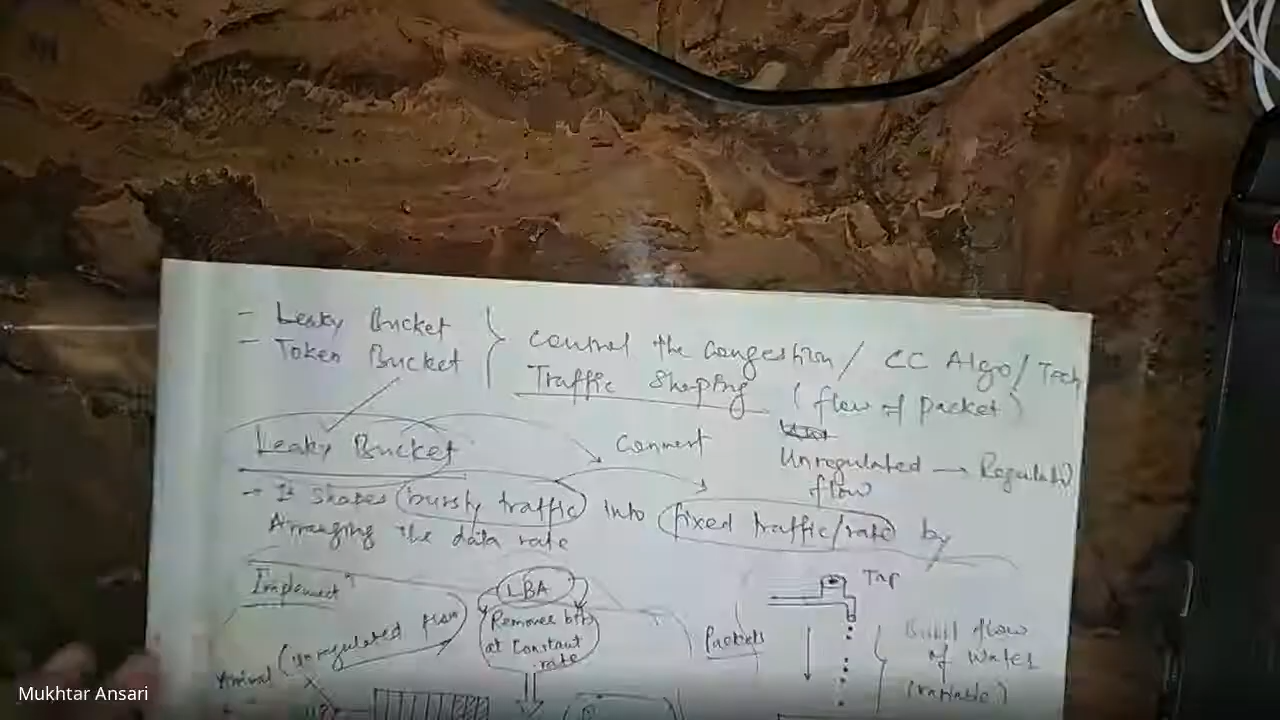 - Leaky Bucket
- Token Bucket
Control the Congestion / CC Algo / Tech
Traffic Shaping (flow of Packet)
Leaky Bucket
Convert
Unregulated → Regulated
flow
→ It shapes bursty traffic into fixed traffic/rate by
Arranging the data rate
Implement
LBA
Removes bits
at Constant
rate
(unregulated flow)
Arrival
Packets
Tap
flow
of Water
(variable)
Mukhtar Ansari